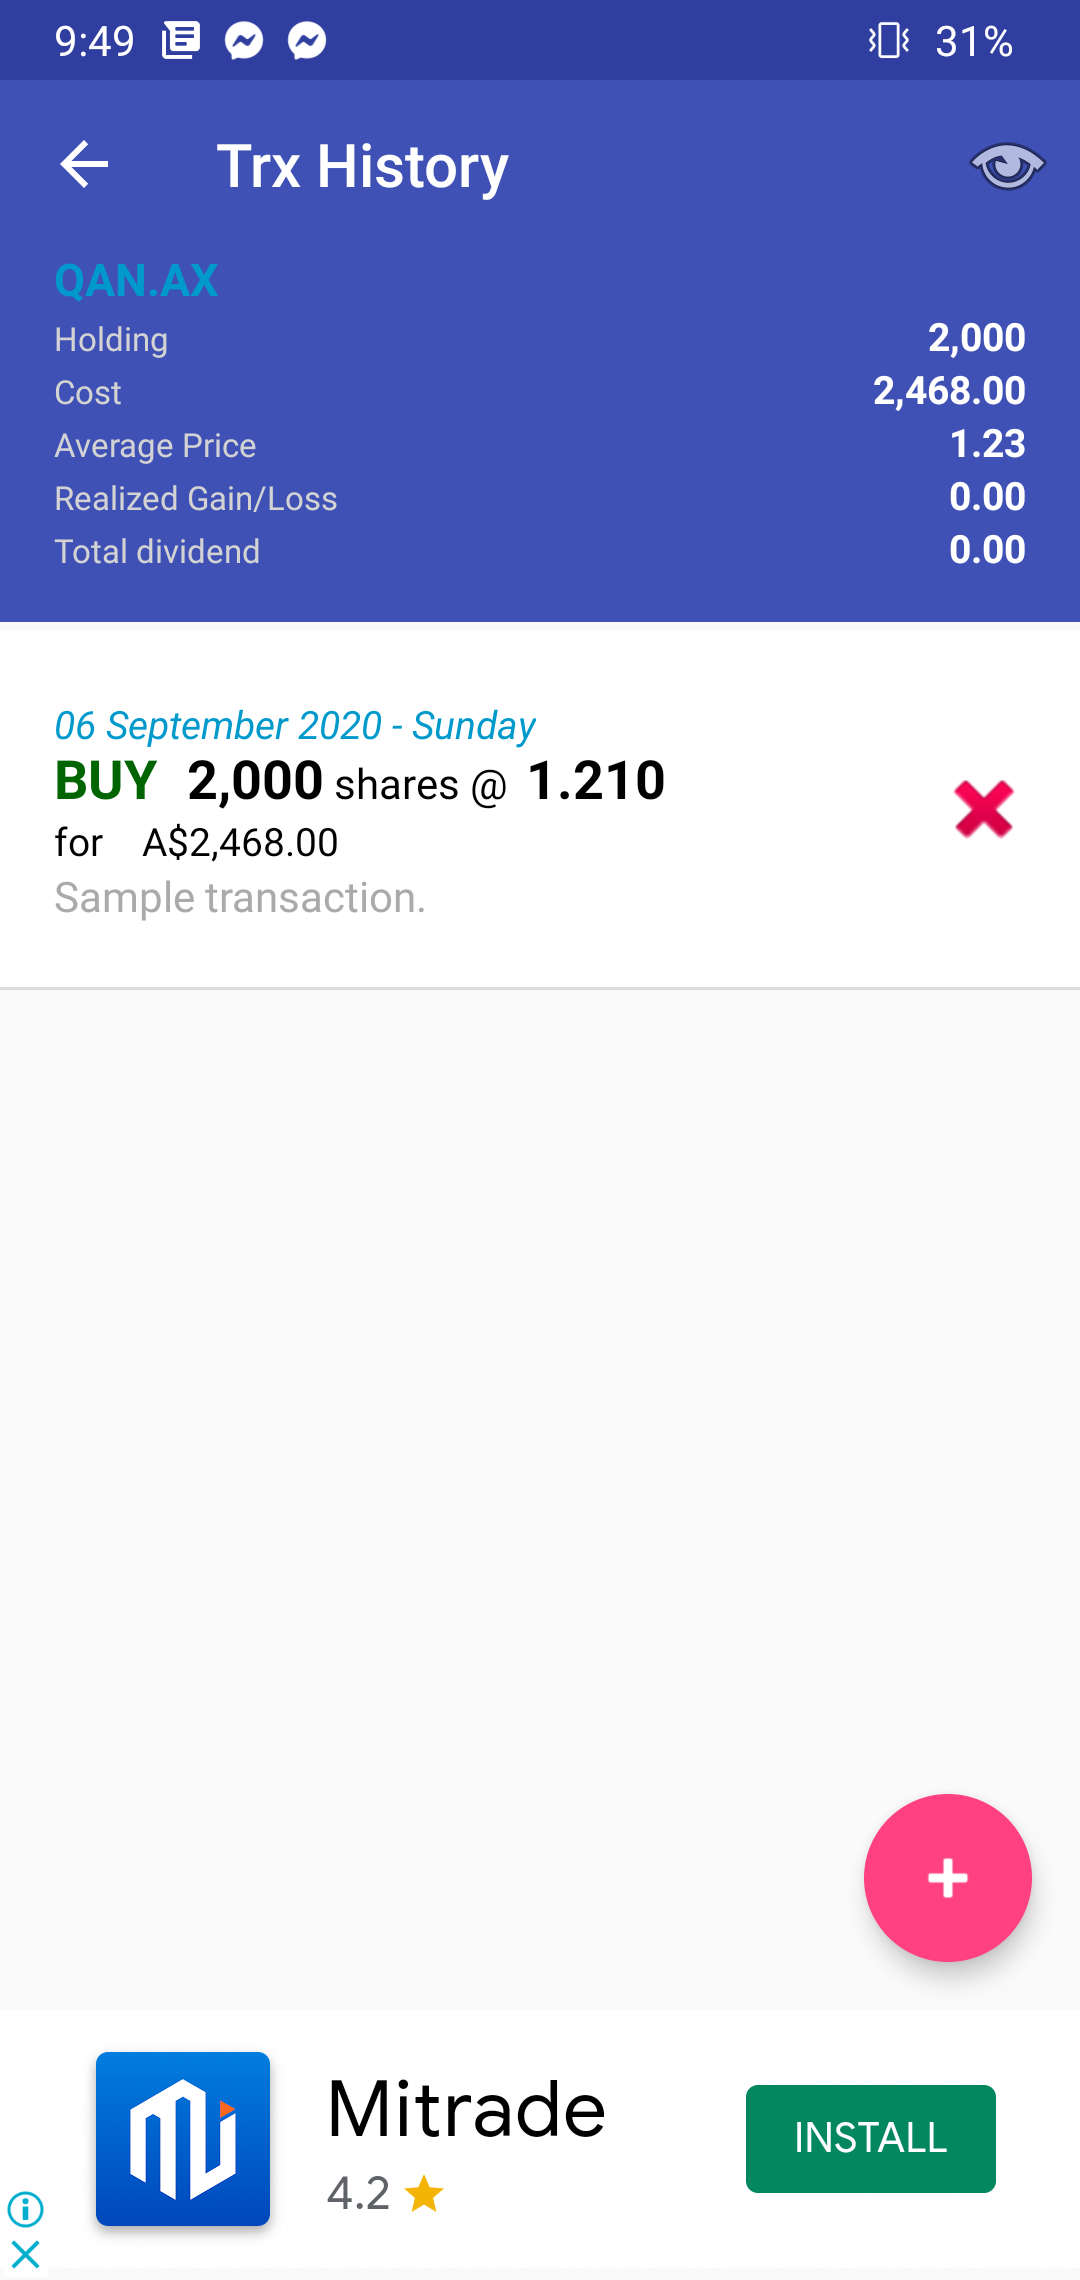 9:49 31%
Trx History
QAN.AX
Holding 2,000
Cost 2,468.00
Average Price 1.23
Realized Gain/Loss 0.00
Total dividend 0.00
06 September 2020 - Sunday
BUY 2,000 shares @ 1.210
for A$2,468.00
Sample transaction.
Mitrade
4.2
INSTALL